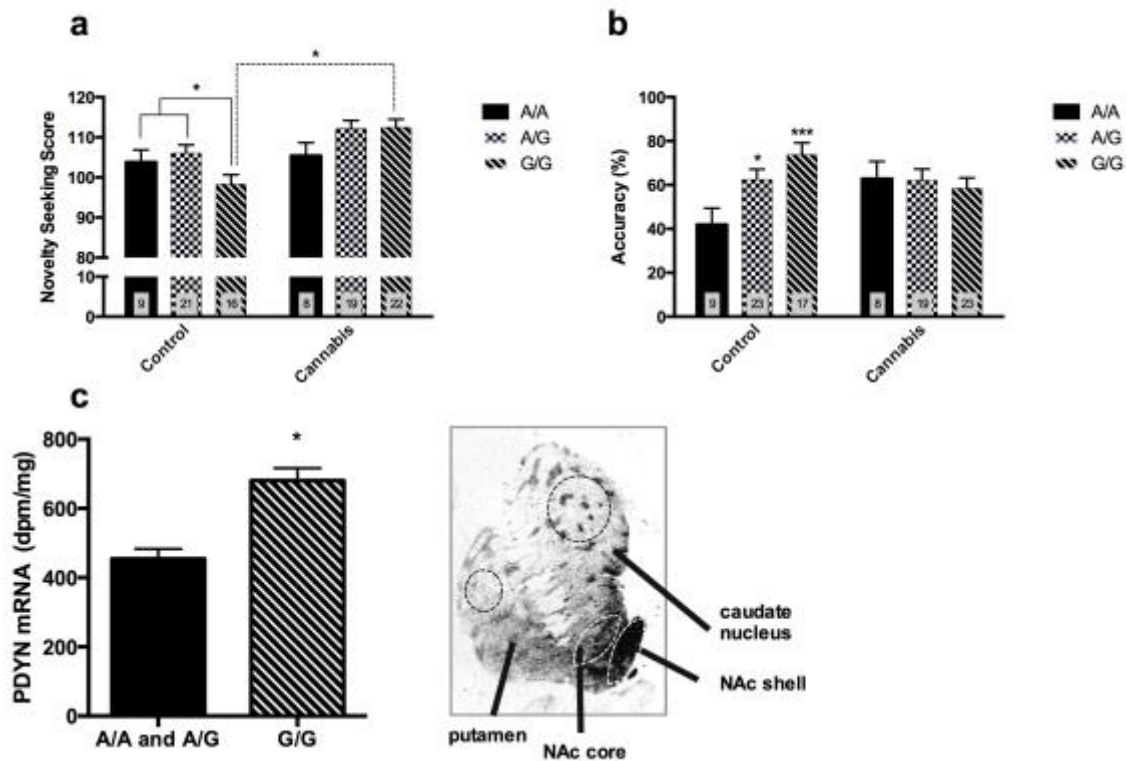 a
*
*
120
110
100
90
80
10
0
Novelty Seeking Score
9
21
16
8
19
22
Control
Cannabis
A/A
A/G
G/G
b
100
80
60
40
20
0
Accuracy (%)
*
***
9
23
17
8
19
23
Control
Cannabis
A/A
A/G
G/G
c
800
600
400
200
0
PDYN mRNA (dpm/mg)
*
A/A and A/G
G/G
caudate
nucleus
NAc shell
putamen
NAc core